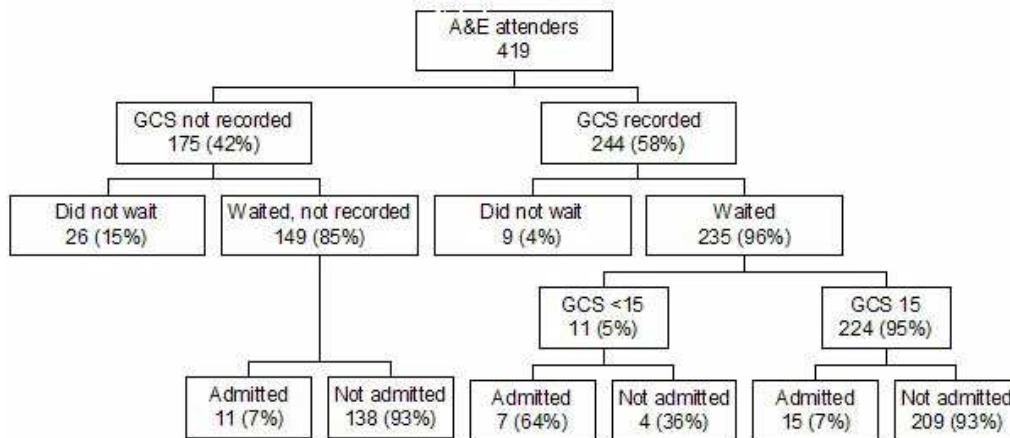 A&E attenders
419
GCS not recorded
175 (42%)
GCS recorded
244 (58%)
Did not wait
26 (15%)
Waited, not recorded
149 (85%)
Did not wait
9 (4%)
Waited
235 (96%)
GCS <15
11 (5%)
GCS 15
224 (95%)
Admitted
11 (7%)
Not admitted
138 (93%)
Admitted
7 (64%)
Not admitted
4 (36%)
Admitted
15 (7%)
Not admitted
209 (93%)